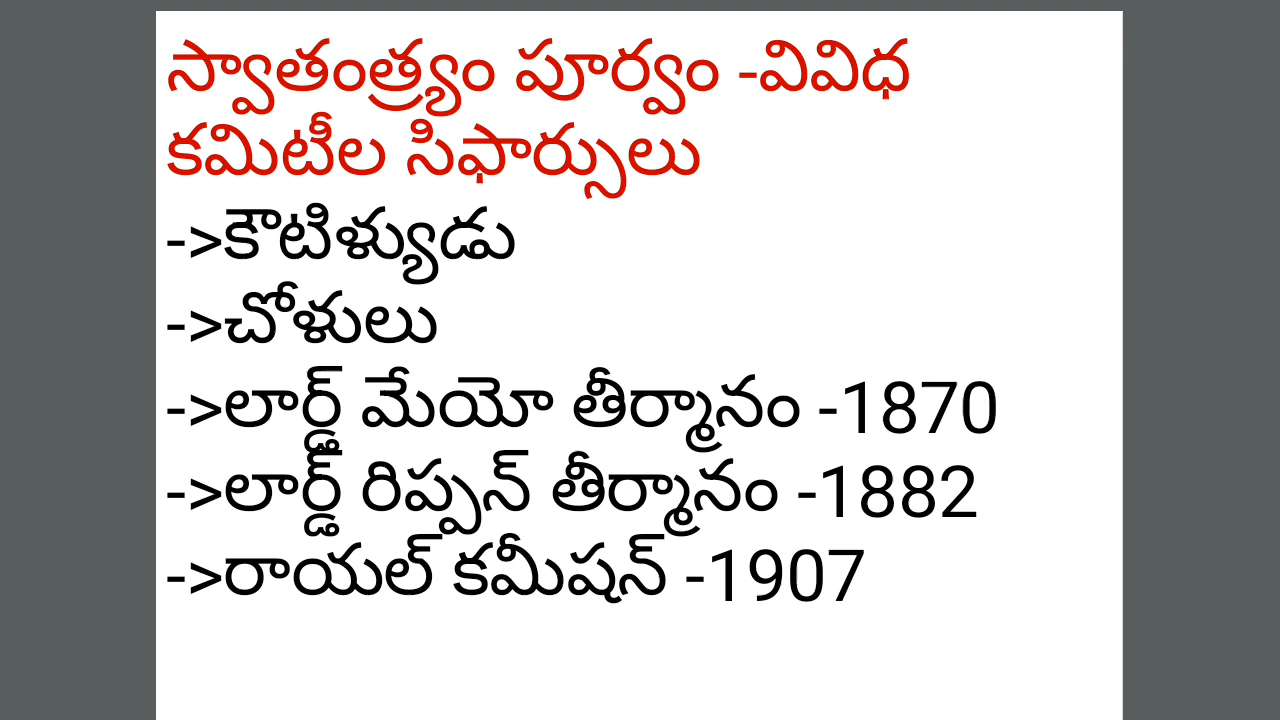 స్వాతంత్ర్యం పూర్వం -వివిధ
కమిటీల సిఫార్సులు
->కౌటిళ్యుడు
->చోళులు
->లార్డ్ మేయో తీర్మానం -1870
->లార్డ్ రిప్పన్ తీర్మానం -1882
->రాయల్ కమీషన్ -1907